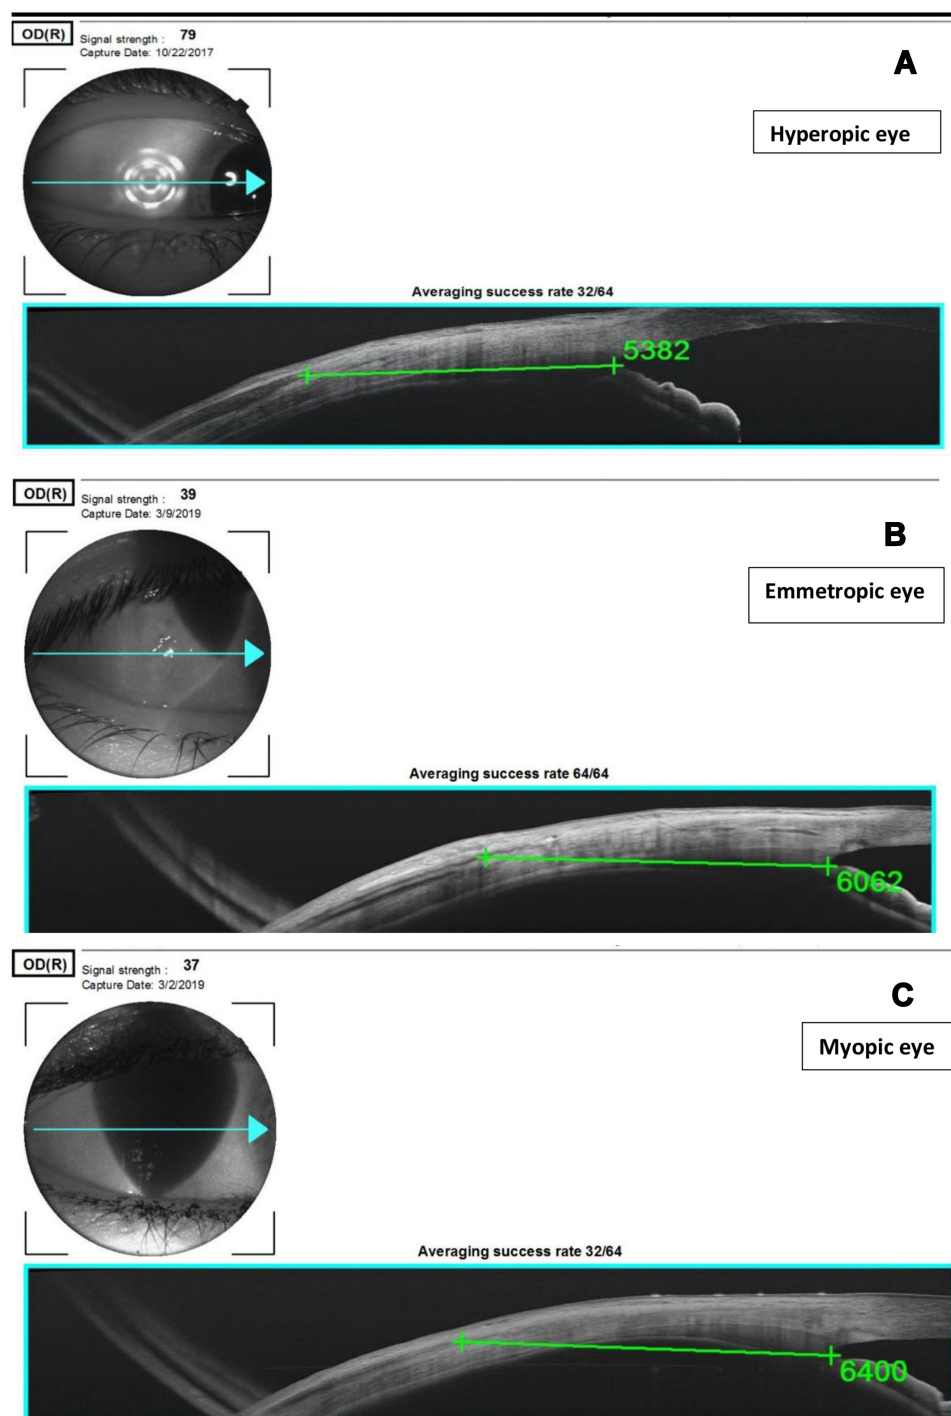 OD(R)
Signal strength : 79
Capture Date: 10/22/2017
A
Hyperopic eye
Averaging success rate 32/64
5382
OD(R)
Signal strength : 39
Capture Date: 3/9/2019
B
Emmetropic eye
Averaging success rate 64/64
6062
OD(R)
Signal strength : 37
Capture Date: 3/2/2019
C
Myopic eye
Averaging success rate 32/64
6400